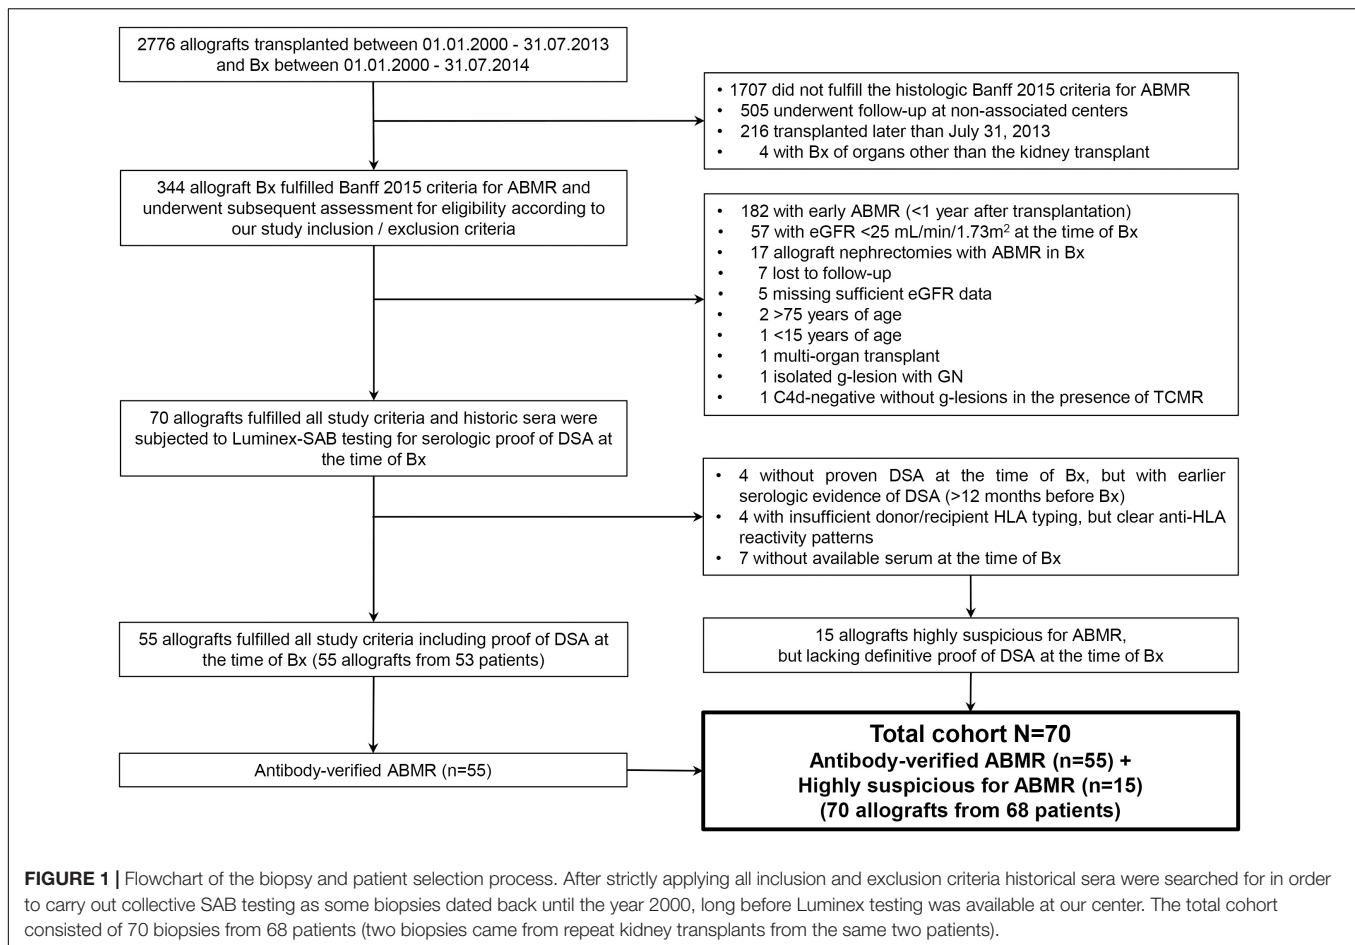 2776 allografts transplanted between 01.01.2000 - 31.07.2013
and Bx between 01.01.2000 - 31.07.2014
• 1707 did not fulfill the histologic Banff 2015 criteria for ABMR
• 505 underwent follow-up at non-associated centers
• 216 transplanted later than July 31, 2013
• 4 with Bx of organs other than the kidney transplant
344 allograft Bx fulfilled Banff 2015 criteria for ABMR and
underwent subsequent assessment for eligibility according to
our study inclusion / exclusion criteria
• 182 with early ABMR (<1 year after transplantation)
• 57 with eGFR <25 mL/min/1.73m² at the time of Bx
• 17 allograft nephrectomies with ABMR in Bx
• 7 lost to follow-up
• 5 missing sufficient eGFR data
• 2 >75 years of age
• 1 <15 years of age
• 1 multi-organ transplant
• 1 isolated g-lesion with GN
• 1 C4d-negative without g-lesions in the presence of TCMR
70 allografts fulfilled all study criteria and historic sera were
subjected to Luminex-SAB testing for serologic proof of DSA at
the time of Bx
• 4 without proven DSA at the time of Bx, but with earlier
serologic evidence of DSA (>12 months before Bx)
• 4 with insufficient donor/recipient HLA typing, but clear anti-HLA
reactivity patterns
• 7 without available serum at the time of Bx
55 allografts fulfilled all study criteria including proof of DSA at
the time of Bx (55 allografts from 53 patients)
15 allografts highly suspicious for ABMR,
but lacking definitive proof of DSA at the time of Bx
Antibody-verified ABMR (n=55)
Total cohort N=70
Antibody-verified ABMR (n=55) +
Highly suspicious for ABMR (n=15)
(70 allografts from 68 patients)
FIGURE 1 | Flowchart of the biopsy and patient selection process. After strictly applying all inclusion and exclusion criteria historical sera were searched for in order
to carry out collective SAB testing as some biopsies dated back until the year 2000, long before Luminex testing was available at our center. The total cohort
consisted of 70 biopsies from 68 patients (two biopsies came from repeat kidney transplants from the same two patients).